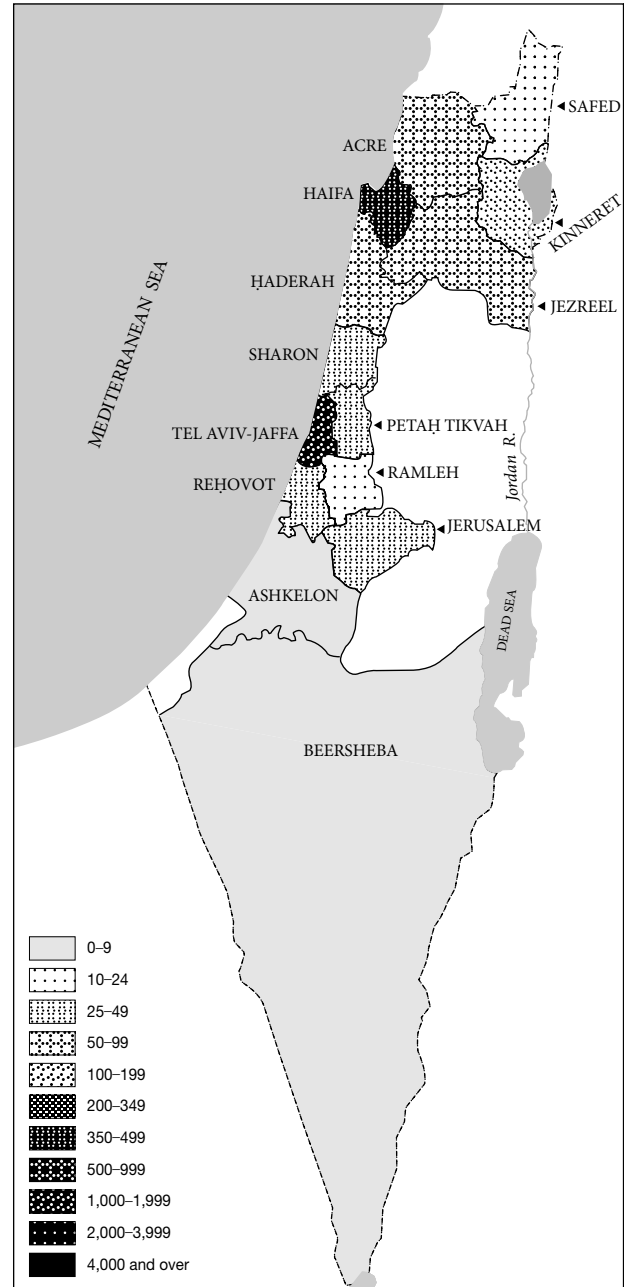 SAFED
ACRE
HAIFA
KINNERET
ḤADERAH
JEZREEL
MEDITERRANEAN SEA
SHARON
TEL AVIV-JAFFA
PETAḤ TIKVAH
REḤOVOT
RAMLEH
Jordan R.
JERUSALEM
ASHKELON
DEAD SEA
BEERSHEBA
0–9
10–24
25–49
50–99
100–199
200–349
350–499
500–999
1,000–1,999
2,000–3,999
4,000 and over